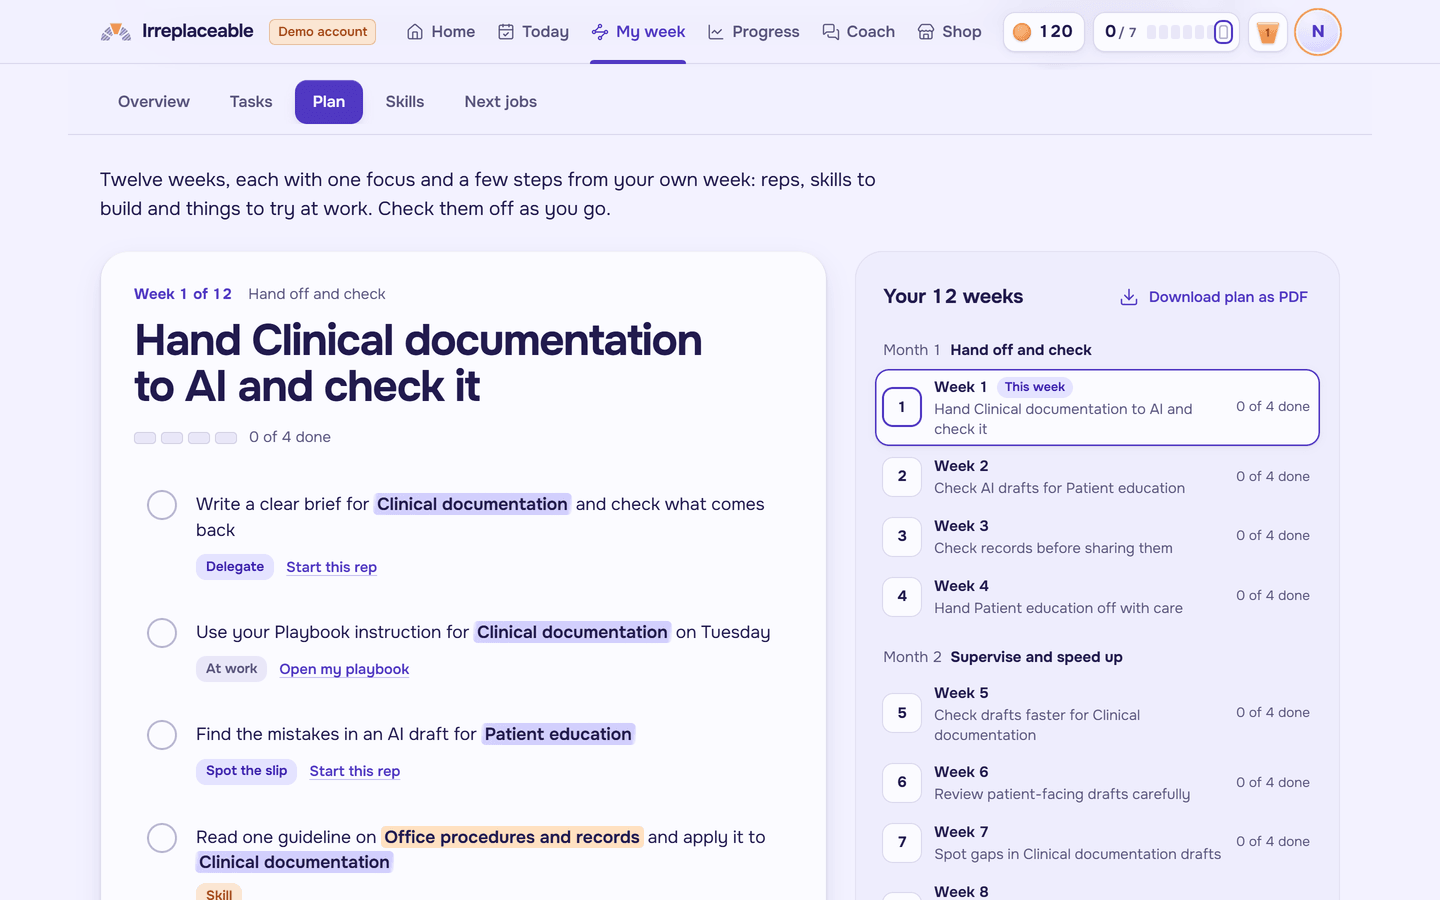 Irreplaceable
Demo account
Home
Today
My week
Progress
Coach
Shop
120
0 / 7
1
N
Overview
Tasks
Plan
Skills
Next jobs
Twelve weeks, each with one focus and a few steps from your own week: reps, skills to
build and things to try at work. Check them off as you go.
Week 1 of 12 Hand off and check
Hand Clinical documentation
to AI and check it
0 of 4 done
Write a clear brief for Clinical documentation and check what comes
back
Delegate Start this rep
Use your Playbook instruction for Clinical documentation on Tuesday
At work Open my playbook
Find the mistakes in an AI draft for Patient education
Spot the slip Start this rep
Read one guideline on Office procedures and records and apply it to
Clinical documentation
Skill
Your 12 weeks
Download plan as PDF
Month 1 Hand off and check
1
Week 1 This week
Hand Clinical documentation to AI and
check it
0 of 4 done
2
Week 2
Check AI drafts for Patient education
0 of 4 done
3
Week 3
Check records before sharing them
0 of 4 done
4
Week 4
Hand Patient education off with care
0 of 4 done
Month 2 Supervise and speed up
5
Week 5
Check drafts faster for Clinical
documentation
0 of 4 done
6
Week 6
Review patient-facing drafts carefully
0 of 4 done
7
Week 7
Spot gaps in Clinical documentation drafts
0 of 4 done
Week 8